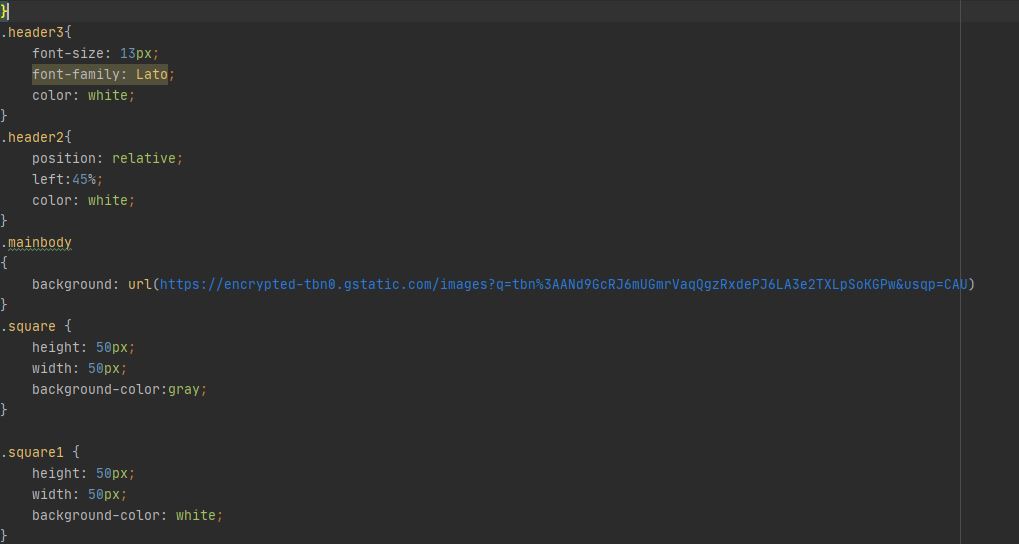 }
.header3{
    font-size: 13px;
    font-family: Lato;
    color: white;
}
.header2{
    position: relative;
    left:45%;
    color: white;
}
.mainbody
{
    background: url(https://encrypted-tbn0.gstatic.com/images?q=tbn%3AANd9GcRJ6mUGmrVaqQgzRxdePJ6LA3e2TXLpSoKGPw&usqp=CAU)
}
.square {
    height: 50px;
    width: 50px;
    background-color:gray;
}

.square1 {
    height: 50px;
    width: 50px;
    background-color: white;
}